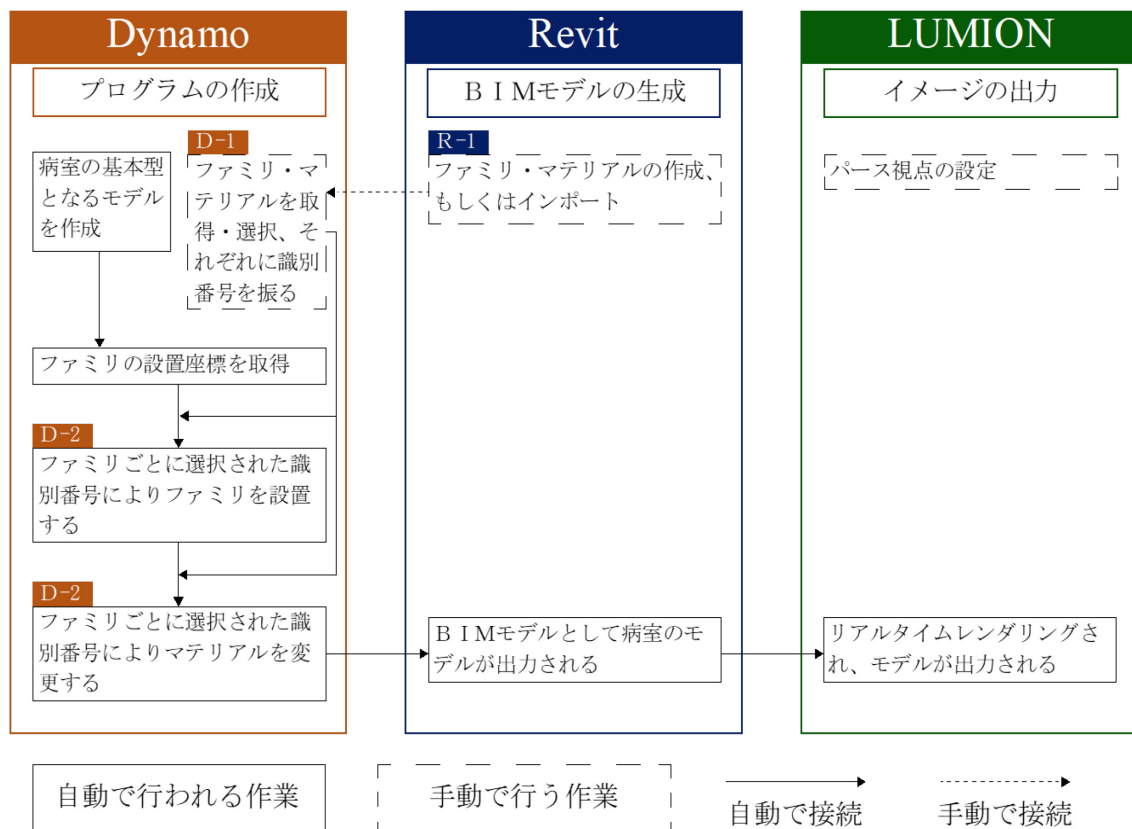 Dynamo
プログラムの作成
病室の基本型
となるモデル
を作成
D-1
ファミリ・マ
テリアルを取
得・選択、そ
れぞれに識別
番号を振る
ファミリの設置座標を取得
D-2
ファミリごとに選択された識
別番号によりファミリを設置
する
D-2
ファミリごとに選択された識
別番号によりマテリアルを変
更する
Revit
ＢＩＭモデルの生成
R-1
ファミリ・マテリアルの作成、
もしくはインポート
ＢＩＭモデルとして病室のモ
デルが出力される
LUMION
イメージの出力
パース視点の設定
リアルタイムレンダリングさ
れ、モデルが出力される
自動で行われる作業
手動で行う作業
自動で接続
手動で接続